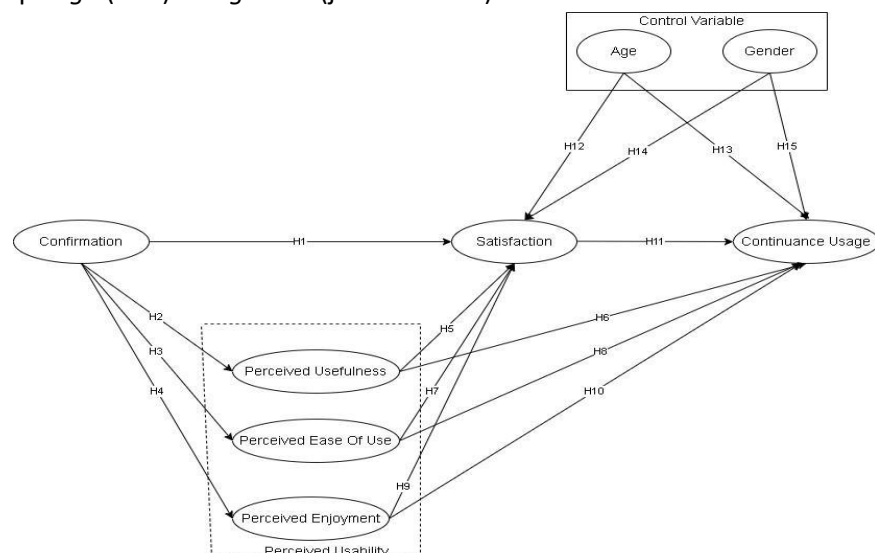 Control Variable
Age
Gender
H12
H14
H13
H15
Confirmation
H1
Satisfaction
H11
Continuance Usage
H2
H3
H4
H5
H6
H7
H8
H9
H10
Perceived Usefulness
Perceived Ease Of Use
Perceived Enjoyment
Perceived Usability